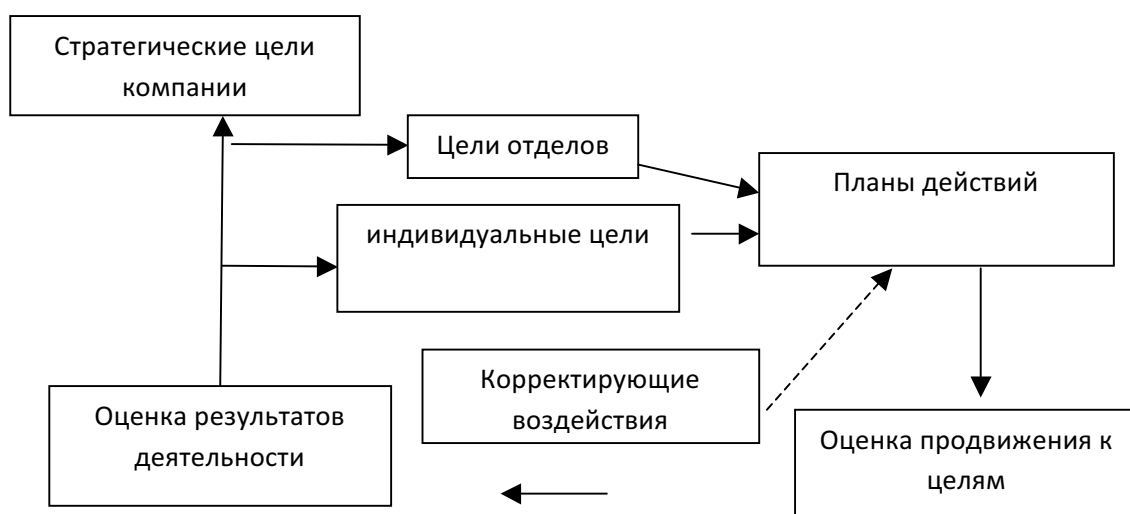 Стратегические цели
компании
Цели отделов
Планы действий
индивидуальные цели
Корректирующие
воздействия
Оценка результатов
деятельности
Оценка продвижения к
целям